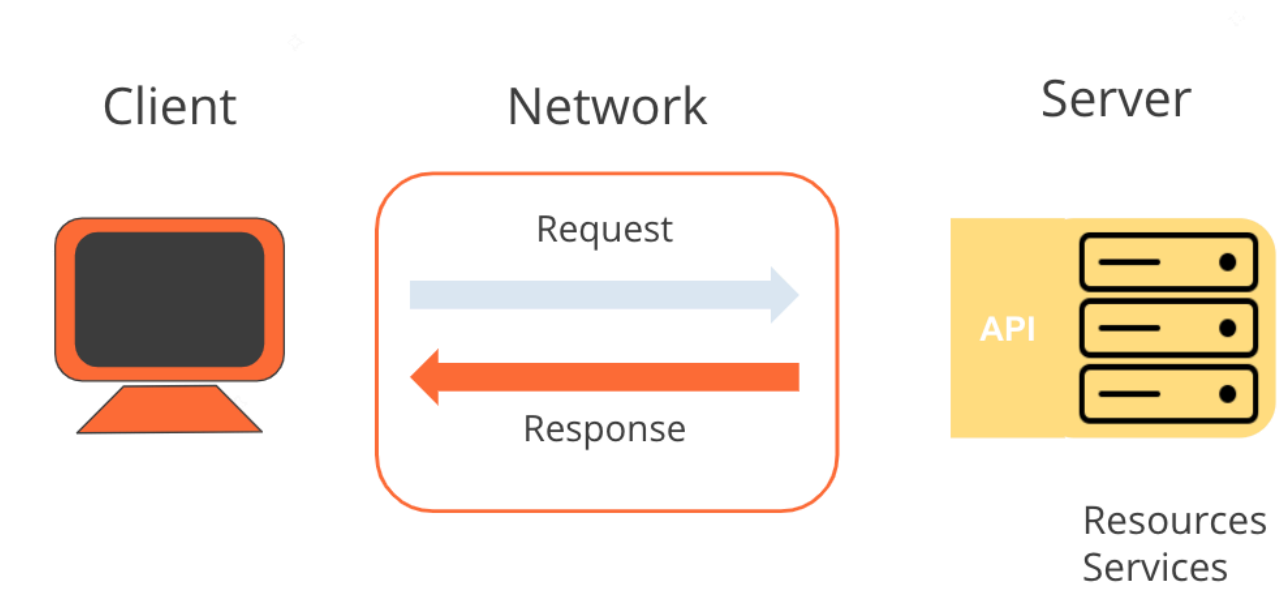 Client
Network
Server
Request
API
Response
Resources
Services